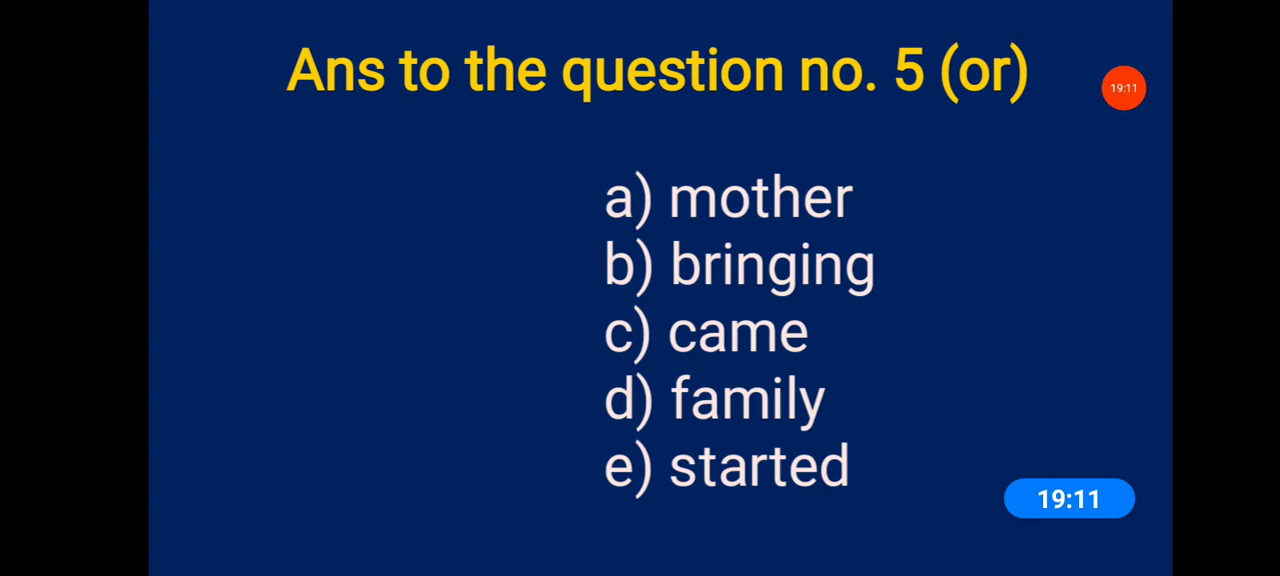 Ans to the question no. 5 (or)
19:11
a) mother
b) bringing
c) came
d) family
e) started
19:11